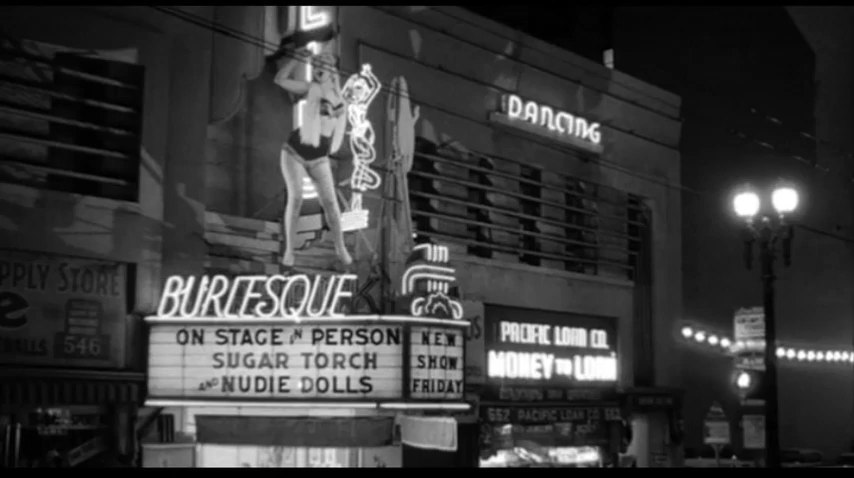 DANCING
PPLY STORE
546
BURLESQUE
ON STAGE IN PERSON
SUGAR TORCH
AND NUDIE DOLLS
NEW
SHOW
FRIDAY
PACIFIC LOAN CO.
MONEY TO LOAN
552 PACIFIC LOAN CO 552